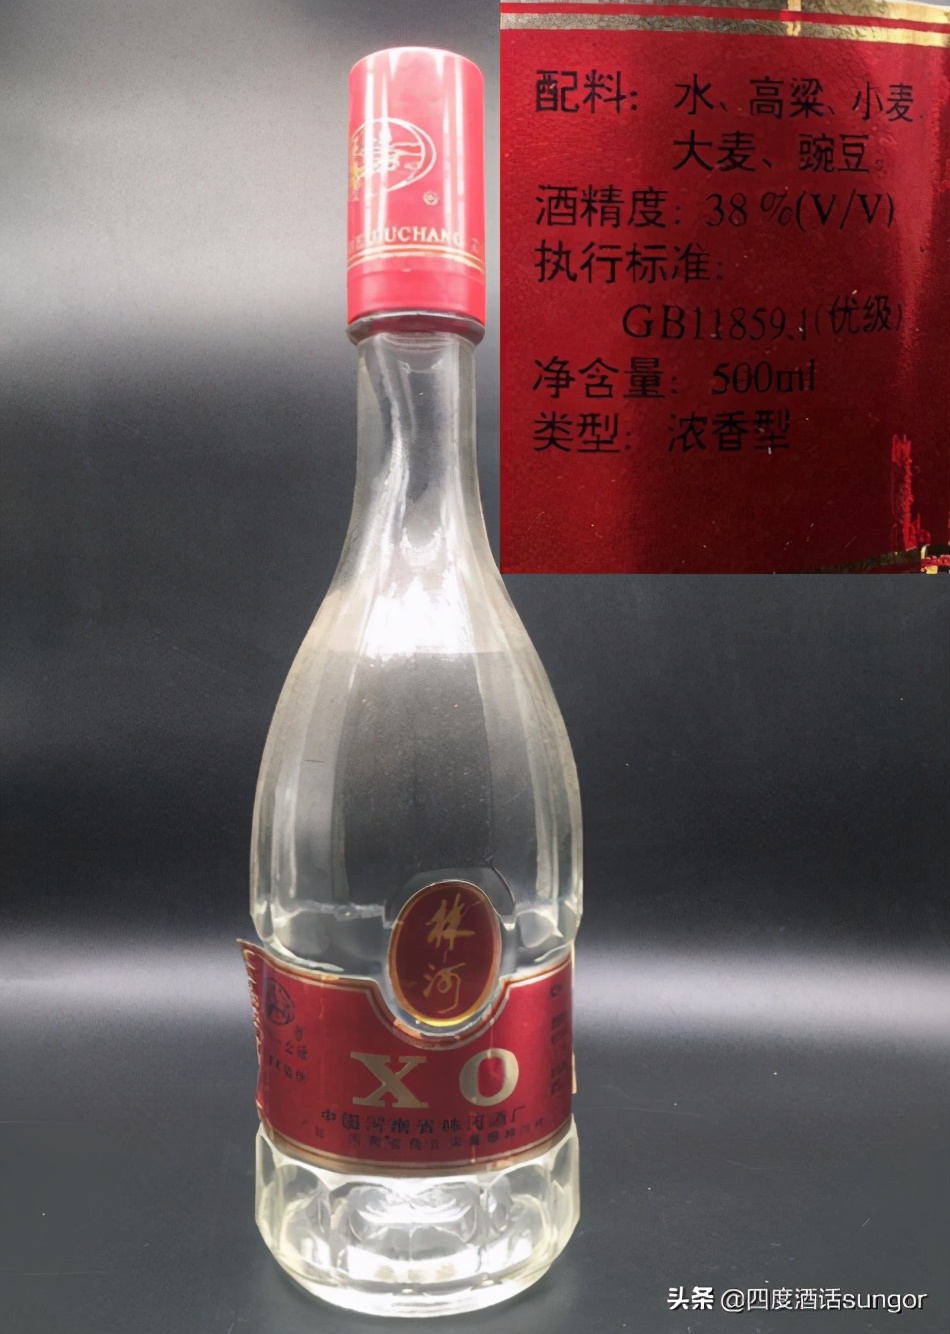 配料: 水、高粱、小麦
大麦、豌豆。
酒精度: 38%(V/V)
执行标准:
GB11859.1(优级)
净含量: 500ml
类型: 浓香型
JIUCHANG
林
河
XO
中国河南省林河酒厂
头条 @四度酒话sungor